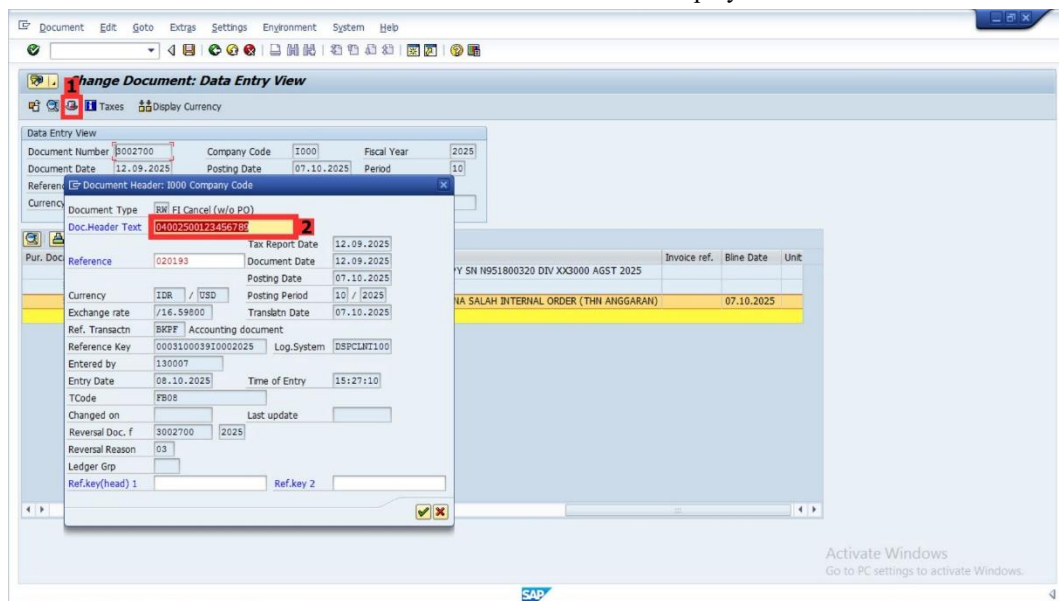 Document Edit Goto Extras Settings Environment System Help
Change Document: Data Entry View
1
Taxes Display Currency
Data Entry View
Document Number 3002700 Company Code I000 Fiscal Year 2025
Document Date 12.09.2025 Posting Date 07.10.2025 Period 10
Currency
Document Header: I000 Company Code
Document Type RW FI Cancel (w/o PO)
Doc.Header Text 04002500123456789 2
Tax Report Date 12.09.2025
Reference 020193 Document Date 12.09.2025
Posting Date 07.10.2025
Currency IDR / USD Posting Period 10 / 2025
Exchange rate /16.59800 Translatn Date 07.10.2025
Ref. Transactn BKPF Accounting document
Reference Key 000310003910002025 Log.System DSPCLNT100
Entered by 130007
Entry Date 08.10.2025 Time of Entry 15:27:10
TCode FB08
Changed on Last update
Reversal Doc. f 3002700 2025
Reversal Reason 03
Ledger Grp
Ref.key(head) 1 Ref.key 2
Pur. Doc Invoice ref. Bline Date Unit
SN N951800320 DIV XX3000 AGST 2025
NA SALAH INTERNAL ORDER (THN ANGGARAN) 07.10.2025
Activate Windows
Go to PC settings to activate Windows.
SAP